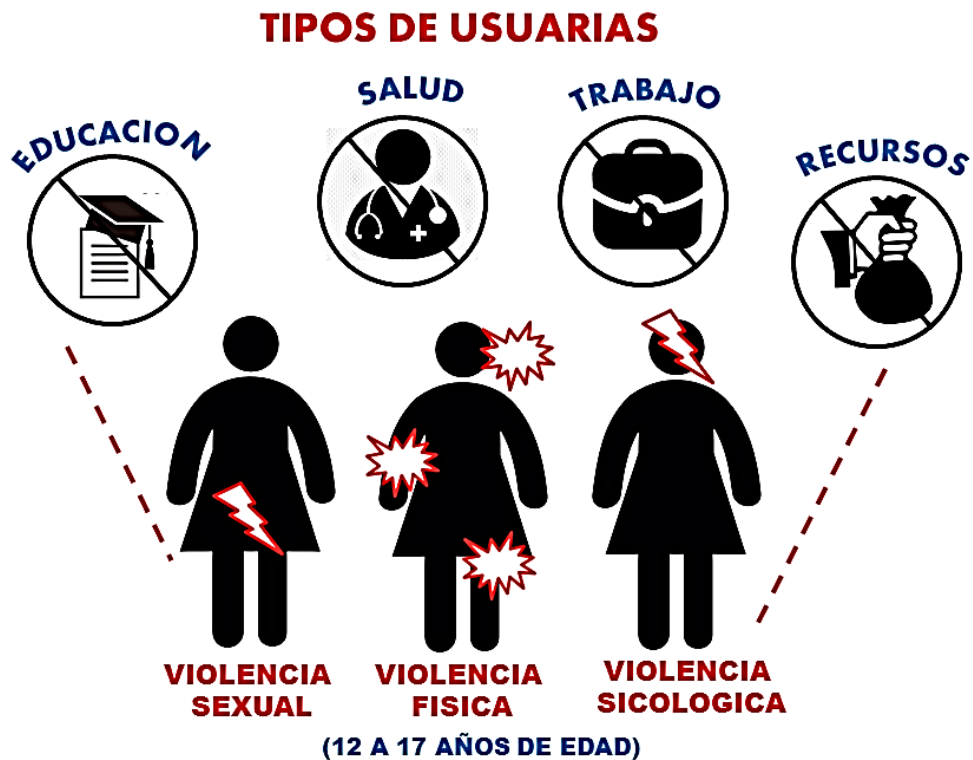 TIPOS DE USUARIAS
EDUCACION
SALUD
TRABAJO
RECURSOS
VIOLENCIA
SEXUAL
VIOLENCIA
FISICA
VIOLENCIA
SICOLOGICA
(12 A 17 AÑOS DE EDAD)